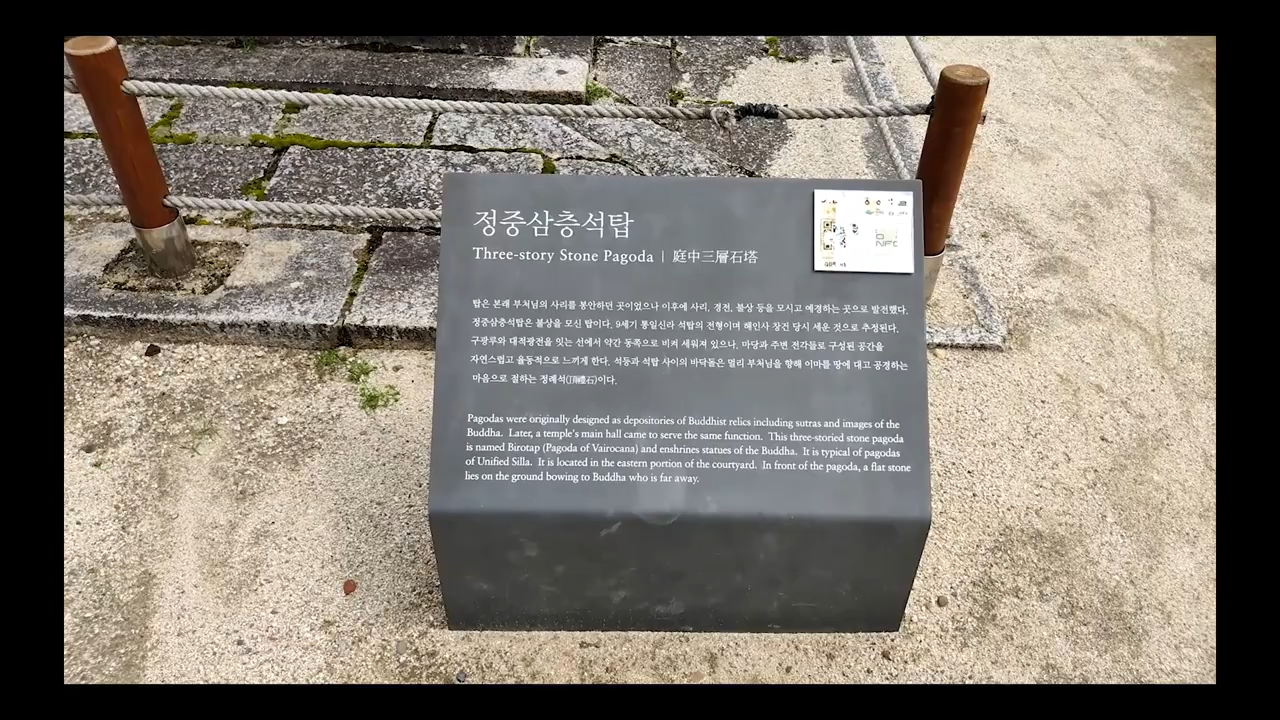 정중삼층석탑
Three-story Stone Pagoda | 庭中三層石塔
탑은 본래 부처님의 사리를 봉안하던 곳이었으나 이후에 사리, 경전, 불상 등을 모시고 예경하는 곳으로 발전했다.
정중삼층석탑은 불상을 모신 탑이다. 9세기 통일신라 석탑의 전형이며 해인사 창건 당시 세운 것으로 추정된다.
구광루와 대적광전을 잇는 선에서 약간 동쪽으로 비켜 세워져 있으나, 마당과 주변 전각들로 구성된 공간을
자연스럽고 율동적으로 느끼게 한다. 석등과 석탑 사이의 바닥돌은 멀리 부처님을 향해 이마를 땅에 대고 공경하는
마음으로 절하는 정례석(頂禮石)이다.
Pagodas were originally designed as depositories of Buddhist relics including sutras and images of the
Buddha. Later, a temple's main hall came to serve the same function. This three-storied stone pagoda
is named Birotap (Pagoda of Vairocana) and enshrines statues of the Buddha. It is typical of pagodas
of Unified Silla. It is located in the eastern portion of the courtyard. In front of the pagoda, a flat stone
lies on the ground bowing to Buddha who is far away.